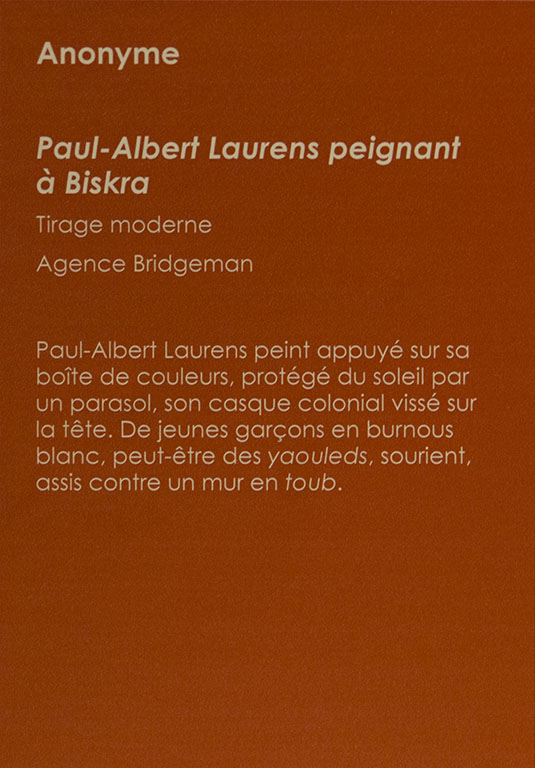 Anonyme
Paul-Albert Laurens peignant
à Biskra
Tirage moderne
Agence Bridgeman
Paul-Albert Laurens peint appuyé sur sa
boîte de couleurs, protégé du soleil par
un parasol, son casque colonial vissé sur
la tête. De jeunes garçons en burnous
blanc, peut-être des yaouleds, sourient,
assis contre un mur en toub.